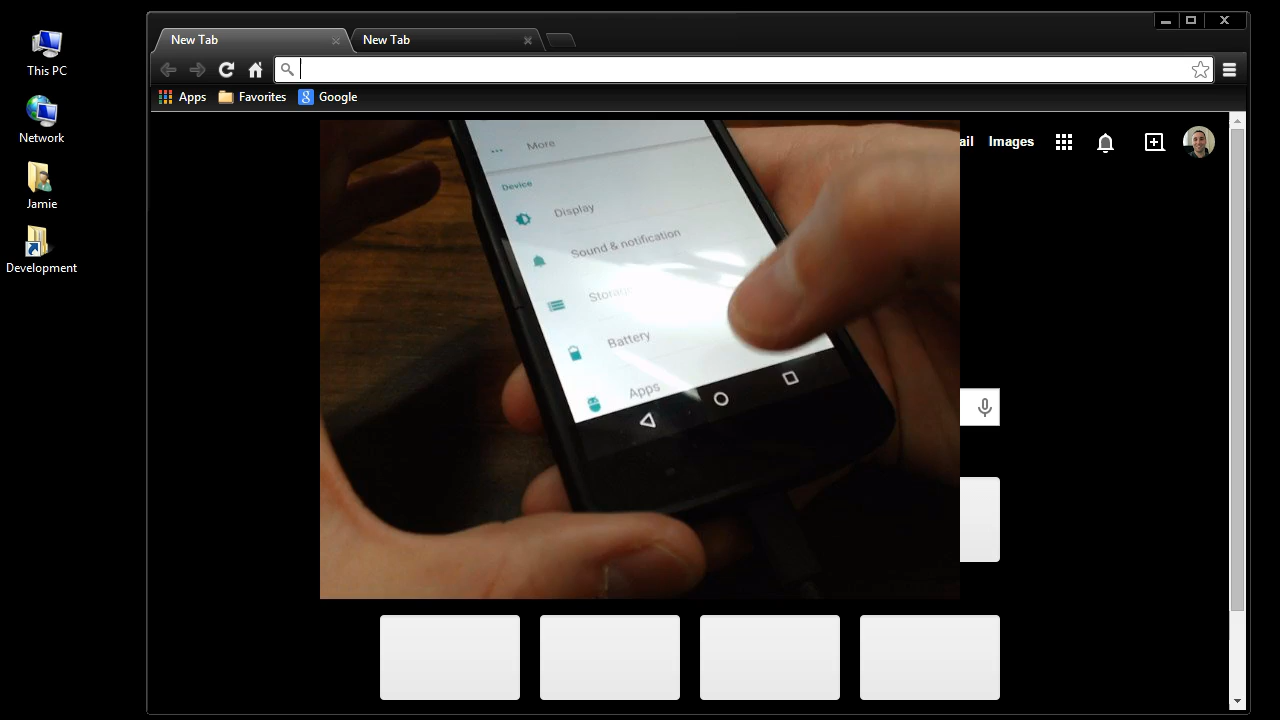 This PC
Network
Jamie
Development
New Tab
New Tab
Apps
Favorites
Google
ail
Images
More
Device
Display
Sound & notification
Storage
Battery
Apps